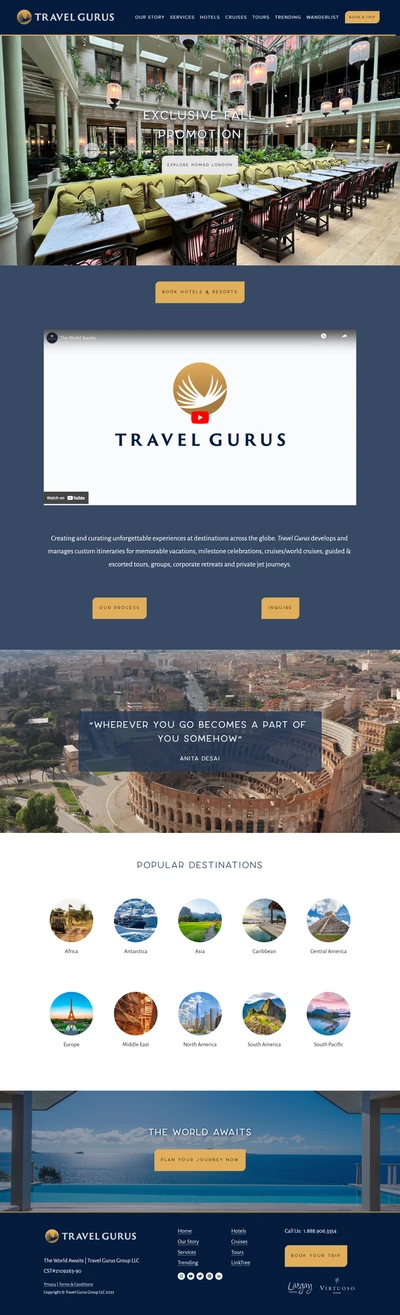 TRAVEL GURUS
OUR STORY SERVICES HOTELS CRUISES TOURS TRENDING WANDERLIST BOOK A TRIP
EXCLUSIVE FALL
PROMOTION
EXPLORE NOMAD LONDON
BOOK HOTELS & RESORTS
The World Awaits
TRAVEL GURUS
Watch on YouTube
Creating and curating unforgettable experiences at destinations across the globe. Travel Gurus develops and
manages custom itineraries for memorable vacations, milestone celebrations, cruises/world cruises, guided &
escorted tours, groups, corporate retreats and private jet journeys.
OUR PROCESS
INQUIRE
"WHEREVER YOU GO BECOMES A PART OF
YOU SOMEHOW"
ANITA DESAI
POPULAR DESTINATIONS
Africa
Antarctica
Asia
Caribbean
Central America
Europe
Middle East
North America
South America
South Pacific
THE WORLD AWAITS
PLAN YOUR JOURNEY NOW
TRAVEL GURUS
The World Awaits | Travel Gurus Group LLC
CST#2109265-90
Privacy | Terms & Conditions
Copyright © Travel Gurus Group LLC 2022
Home
Our Story
Services
Trending
Hotels
Cruises
Tours
LinkTree
Call Us: 1.888.906.3354
BOOK YOUR TRIP
VIRTUOSO